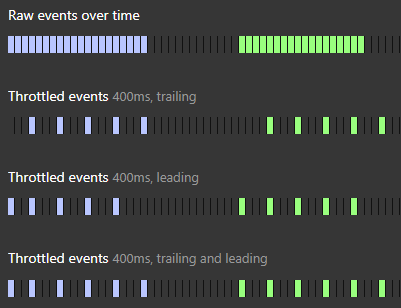 Raw events over time
Throttled events 400ms, trailing
Throttled events 400ms, leading
Throttled events 400ms, trailing and leading